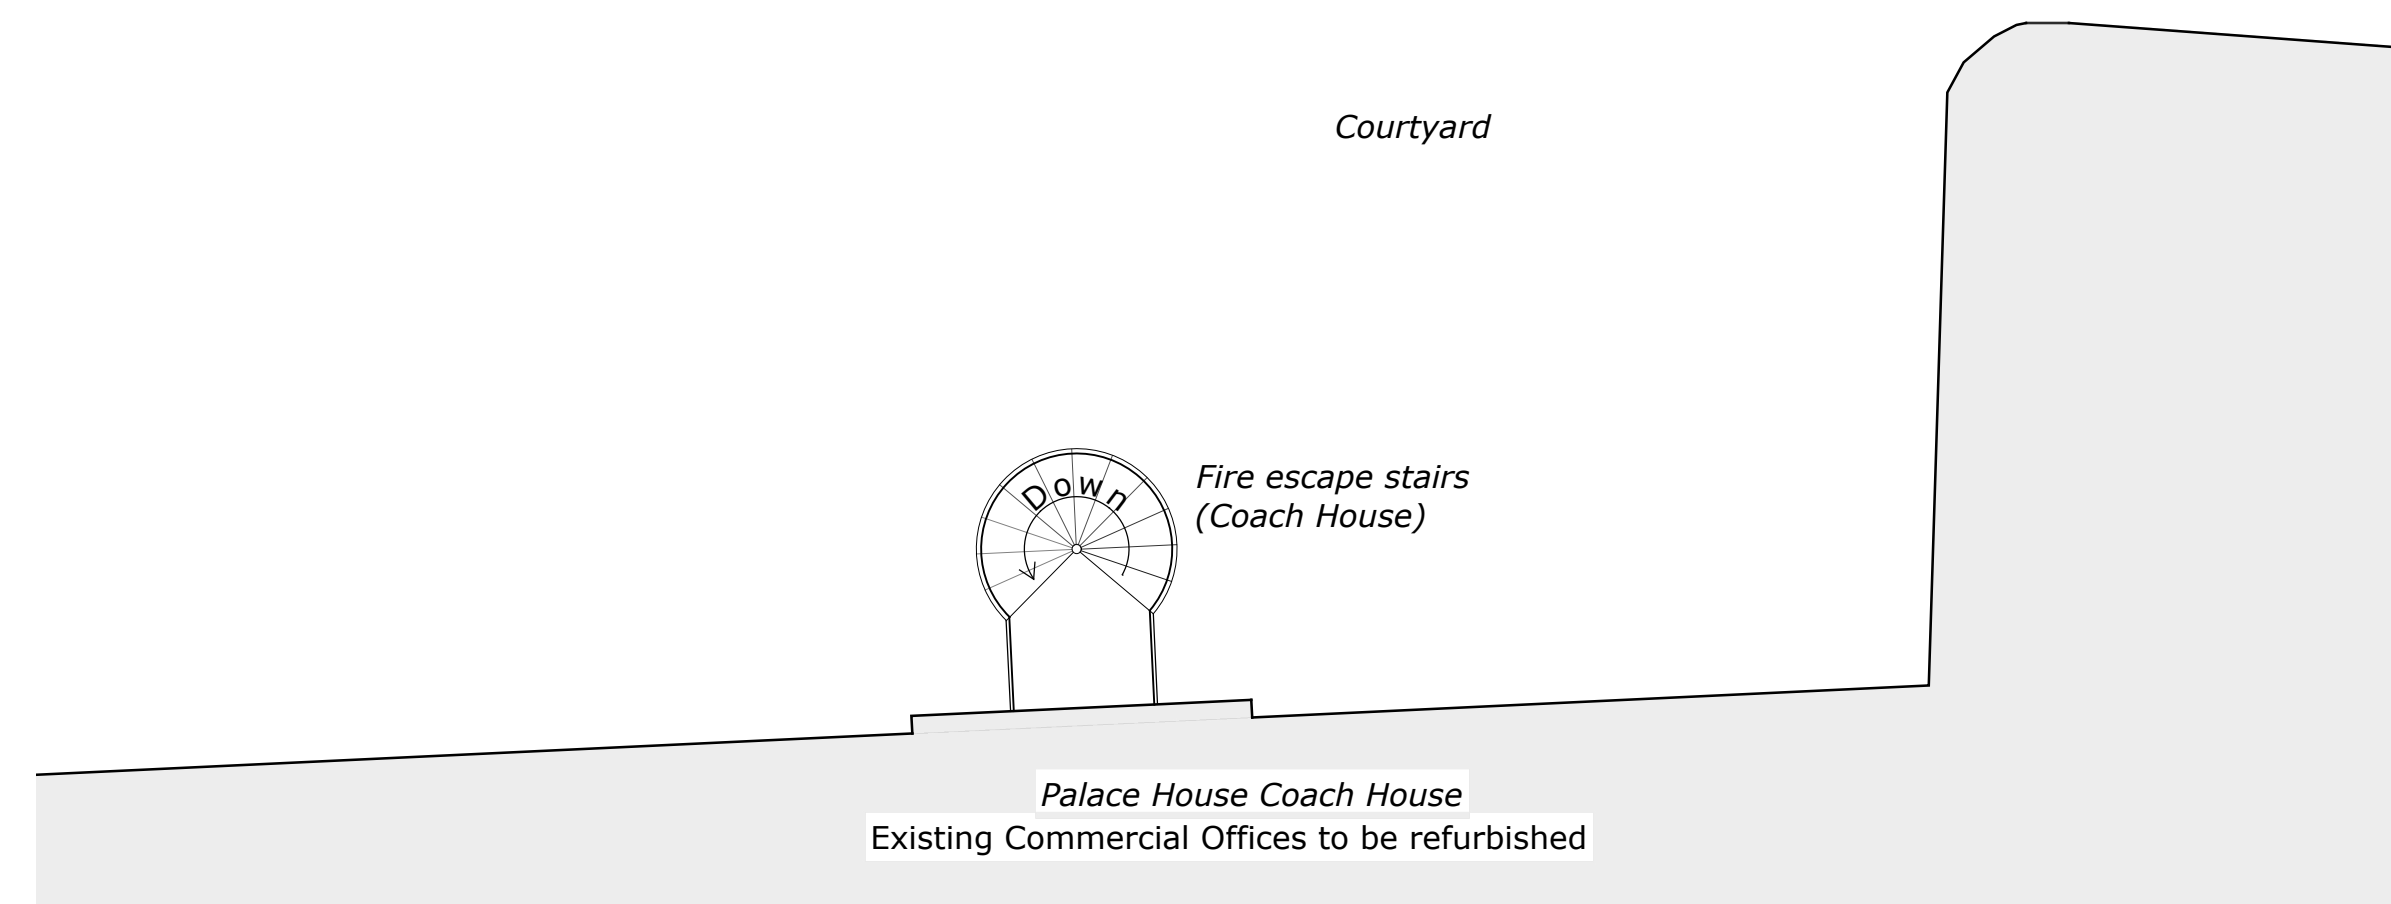 Courtyard
Down
Fire escape stairs
(Coach House)
Palace House Coach House
Existing Commercial Offices to be refurbished